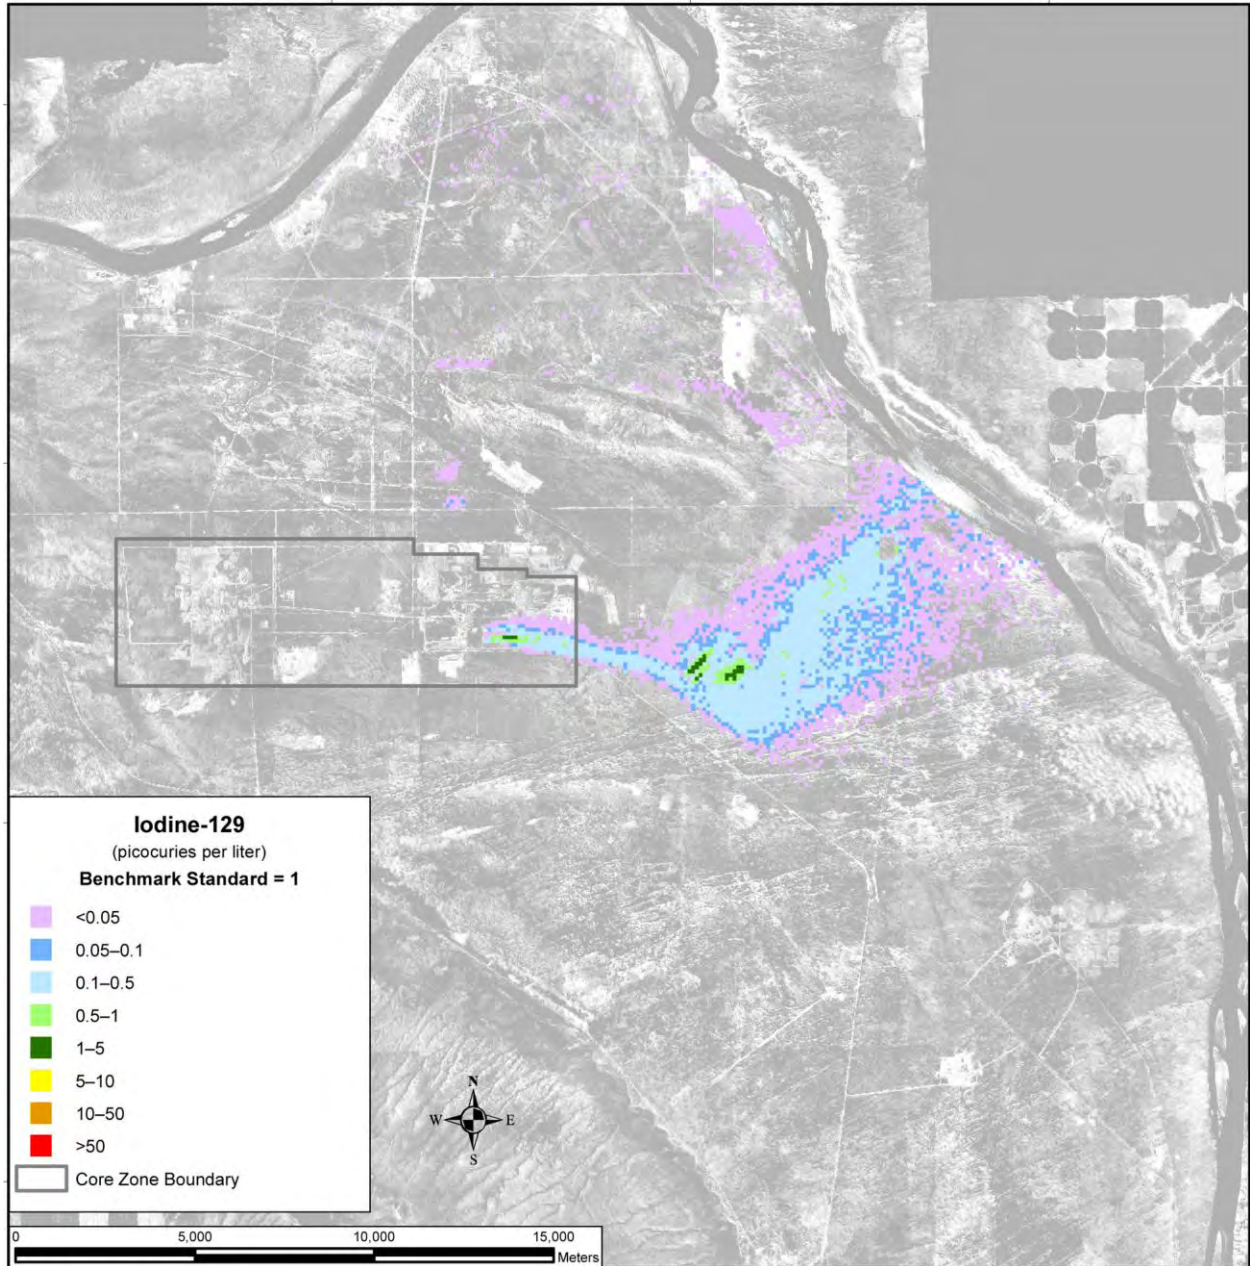 Iodine-129
(picocuries per liter)
Benchmark Standard = 1
<0.05
0.05–0.1
0.1–0.5
0.5–1
1–5
5–10
10–50
>50
Core Zone Boundary
N
W E
S
0 5,000 10,000 15,000
Meters